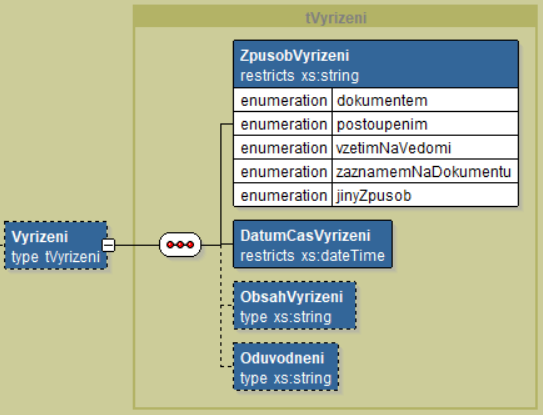 tVyrizeni
ZpusobVyrizeni
restricts xs:string
enumeration dokumentem
enumeration postoupenim
enumeration vzetimNaVedomi
enumeration zaznamemNaDokumentu
enumeration jinyZpusob
Vyrizeni
type tVyrizeni
DatumCasVyrizeni
restricts xs:dateTime
ObsahVyrizeni
type xs:string
Oduvodneni
type xs:string